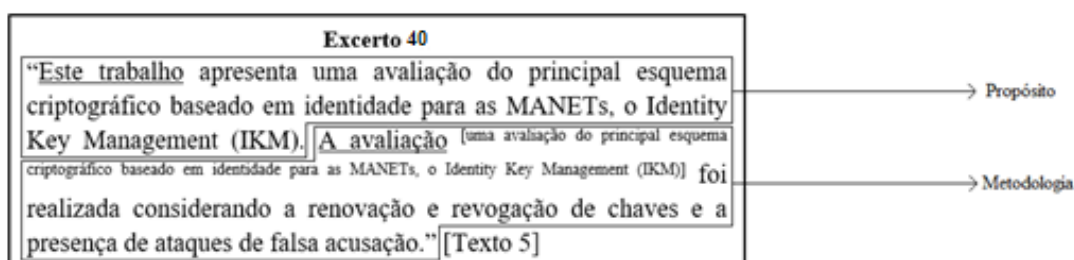 Excerto 40
“Este trabalho apresenta uma avaliação do principal esquema
criptográfico baseado em identidade para as MANETs, o Identity
Key Management (IKM). A avaliação [uma avaliação do principal esquema
criptográfico baseado em identidade para as MANETs, o Identity Key Management (IKM)] foi
realizada considerando a renovação e revogação de chaves e a
presença de ataques de falsa acusação.” [Texto 5]
Propósito
Metodologia